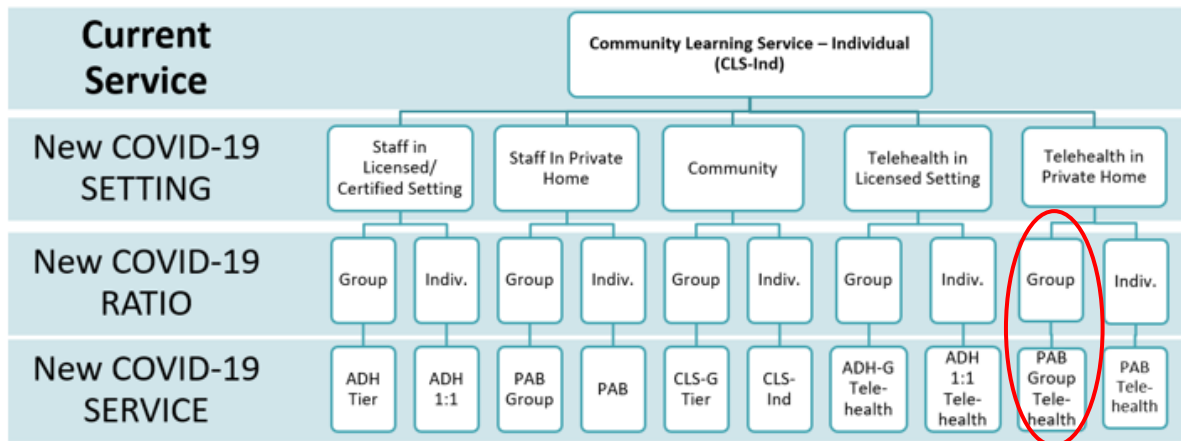 Current
Service
Community Learning Service – Individual
(CLS-Ind)
New COVID-19
SETTING
Staff in
Licensed/
Certified Setting
Staff In Private
Home
Community
Telehealth in
Licensed Setting
Telehealth in
Private Home
New COVID-19
RATIO
Group
Indiv.
Group
Indiv.
Group
Indiv.
Group
Indiv.
Group
Indiv.
New COVID-19
SERVICE
ADH
Tier
ADH
1:1
PAB
Group
PAB
CLS-G
Tier
CLS-
Ind
ADH-G
Tele-
health
ADH
1:1
Tele-
health
PAB
Group
Tele-
health
PAB
Tele-
health